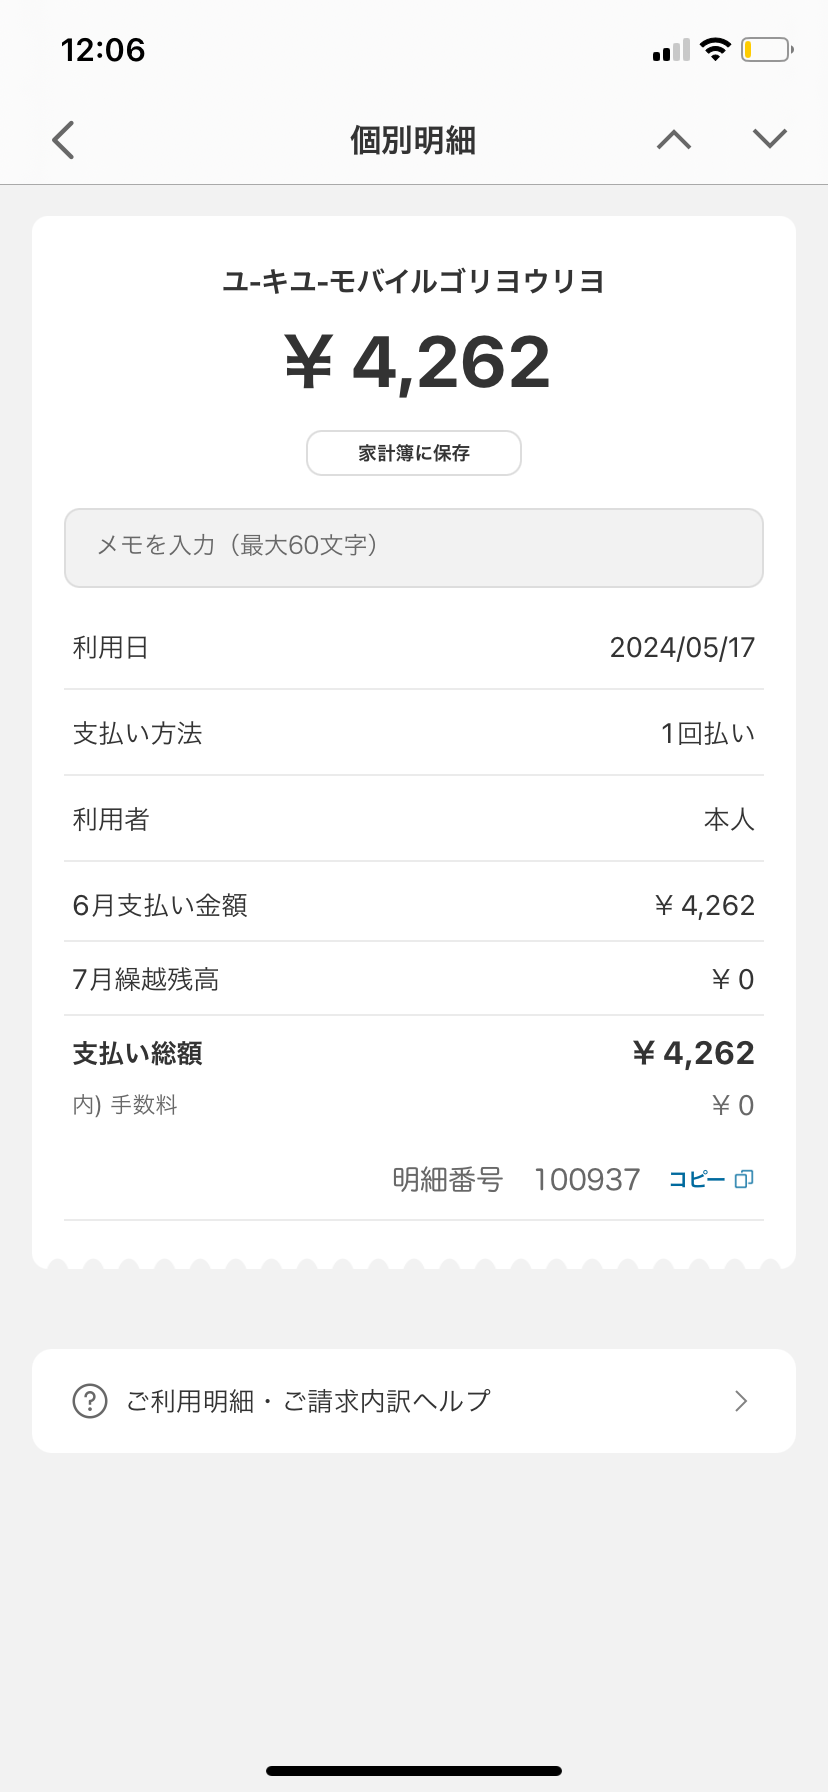 12:06
個別明細
ユ-キユ-モバイルゴリヨウリヨ
¥ 4,262
家計簿に保存
メモを入力（最大60文字）
利用日 2024/05/17
支払い方法 1回払い
利用者 本人
6月支払い金額 ¥ 4,262
7月繰越残高 ¥ 0
支払い総額 ¥ 4,262
内) 手数料 ¥ 0
明細番号 100937 コピー
ご利用明細・ご請求内訳ヘルプ